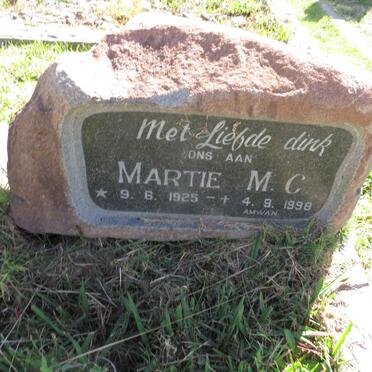 Met Liefde dink
ONS AAN
MARTIE M. C.
* 9. 6. 1925 - † 4. 9. 1998
AMWAN